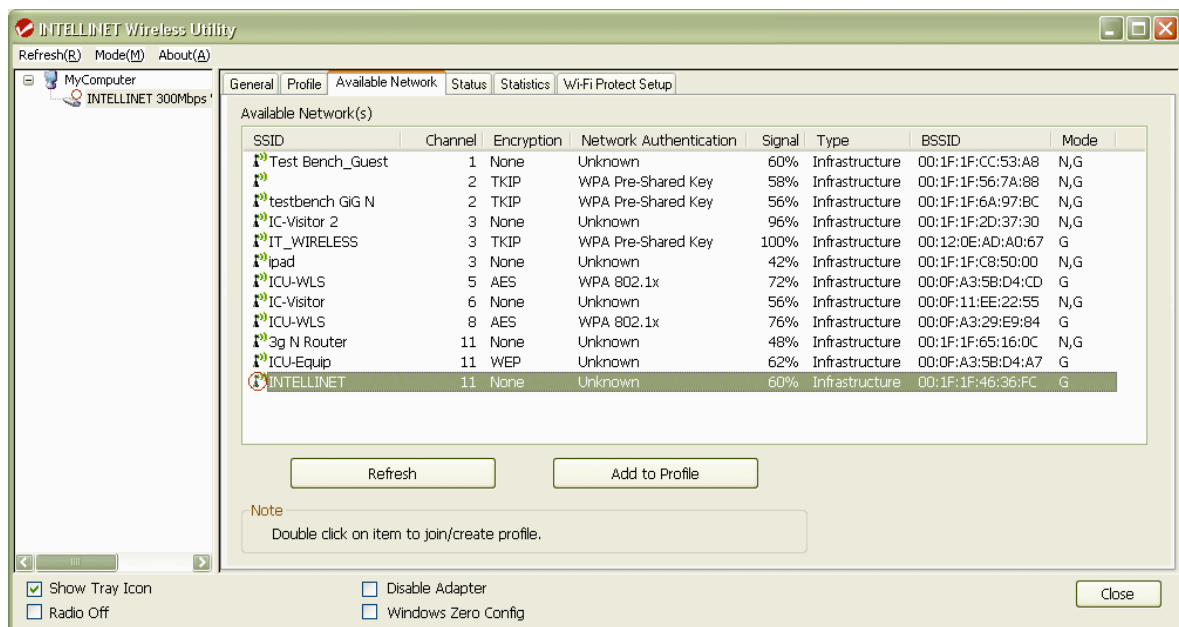 INTELLINET Wireless Utility
Refresh(R) Mode(M) About(A)
MyComputer
INTELLINET 300Mbps
General Profile Available Network Status Statistics Wi-Fi Protect Setup
Available Network(s)
SSID Channel Encryption Network Authentication Signal Type BSSID Mode
Test Bench_Guest 1 None Unknown 60% Infrastructure 00:1F:1F:CC:53:A8 N,G
2 TKIP WPA Pre-Shared Key 58% Infrastructure 00:1F:1F:56:7A:88 N,G
testbench GiG N 2 TKIP WPA Pre-Shared Key 56% Infrastructure 00:1F:1F:6A:97:BC N,G
IC-Visitor 2 3 None Unknown 96% Infrastructure 00:1F:1F:2D:37:30 N,G
IT_WIRELESS 3 TKIP WPA Pre-Shared Key 100% Infrastructure 00:12:0E:AD:A0:67 G
ipad 3 None Unknown 42% Infrastructure 00:1F:1F:C8:50:00 N,G
ICU-WLS 5 AES WPA 802.1x 72% Infrastructure 00:0F:A3:5B:D4:CD G
IC-Visitor 6 None Unknown 56% Infrastructure 00:0F:11:EE:22:55 N,G
ICU-WLS 8 AES WPA 802.1x 76% Infrastructure 00:0F:A3:29:E9:84 G
3g N Router 11 None Unknown 48% Infrastructure 00:1F:1F:65:16:0C N,G
ICU-Equip 11 WEP Unknown 62% Infrastructure 00:0F:A3:5B:D4:A7 G
INTELLINET 11 None Unknown 60% Infrastructure 00:1F:1F:46:36:FC G
Refresh Add to Profile
Note
Double click on item to join/create profile.
Show Tray Icon Disable Adapter
Radio Off Windows Zero Config
Close